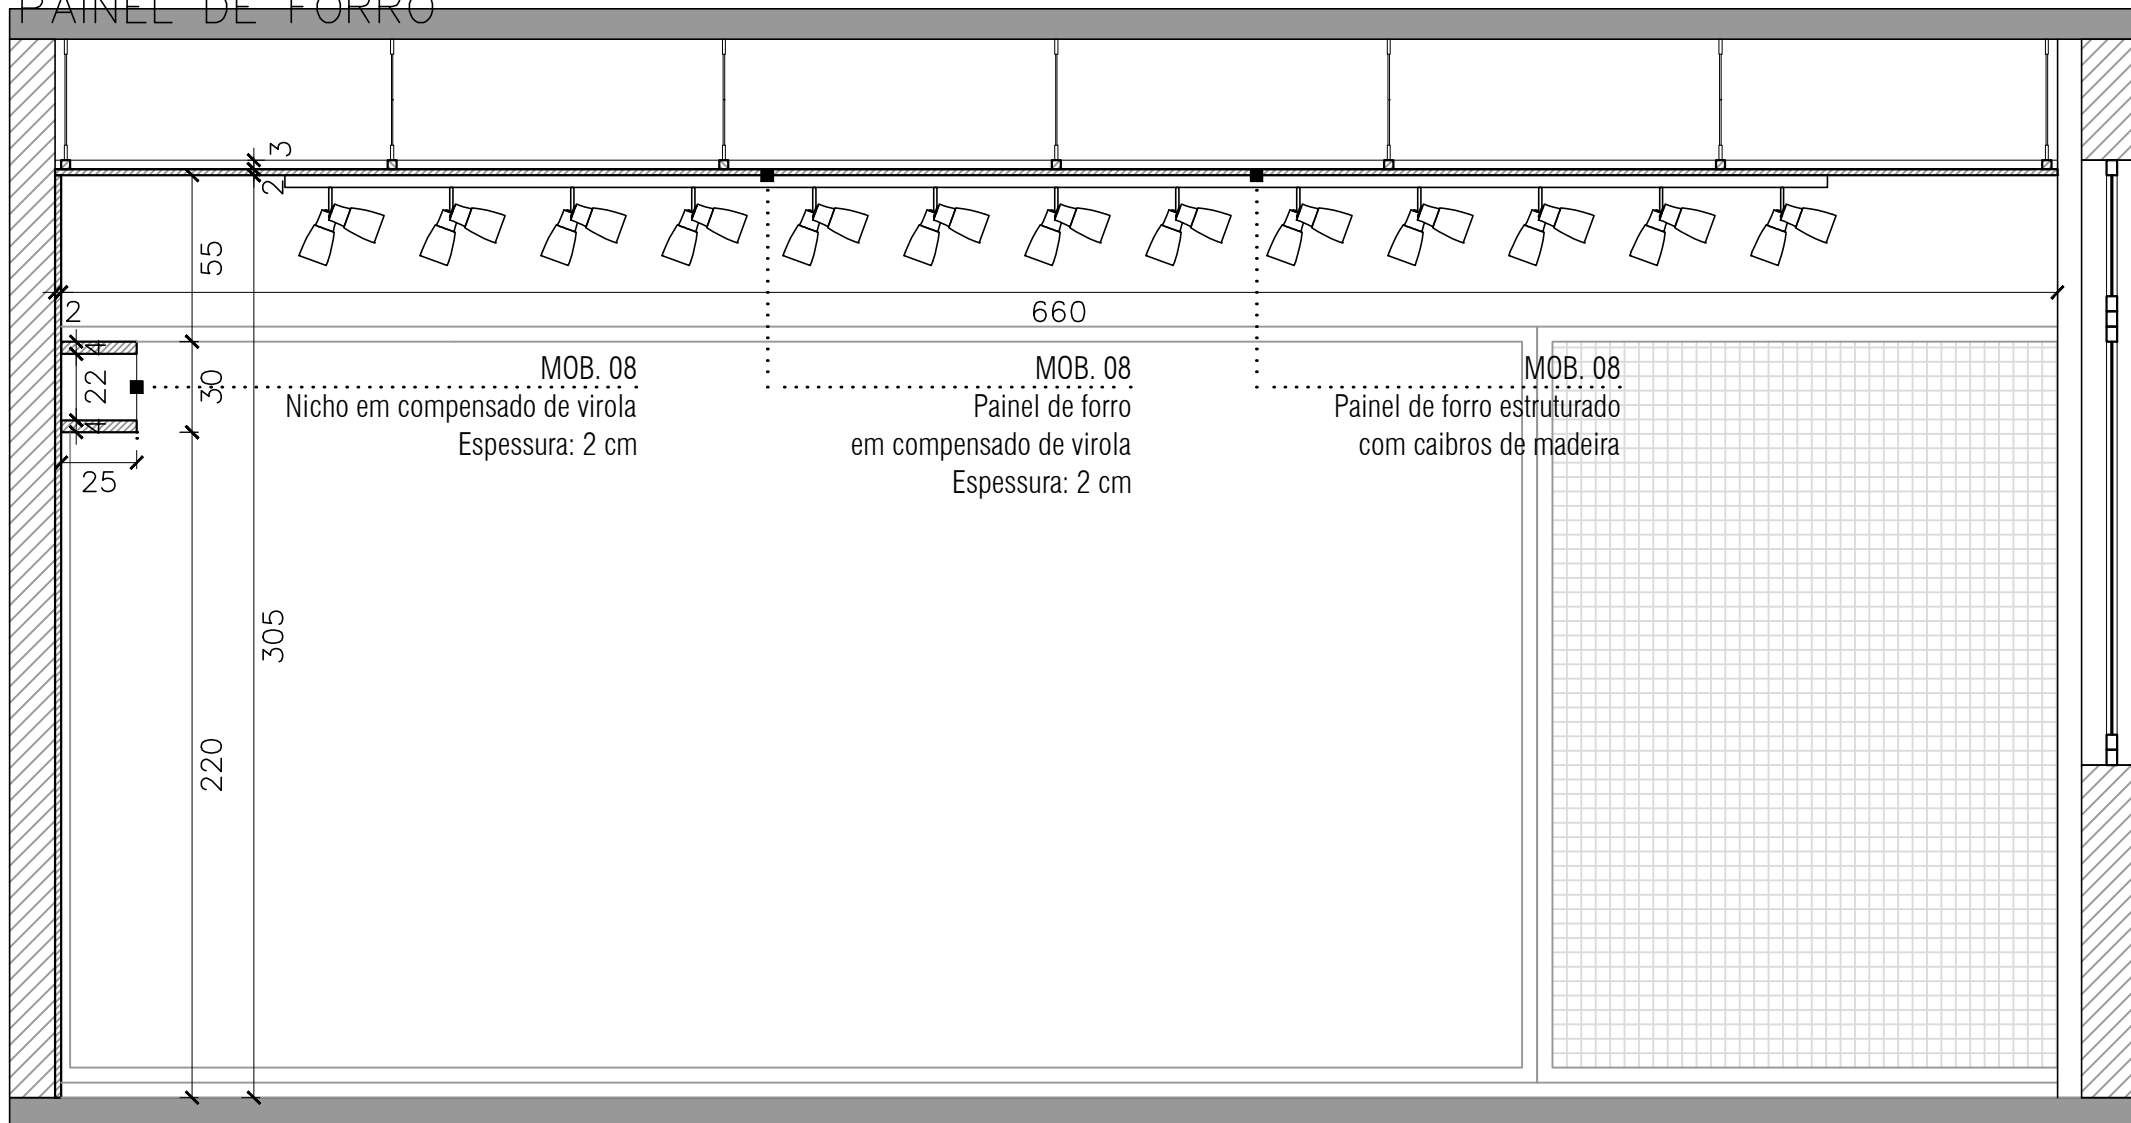 PAINEL DE FORRO
3
2
55
2
660
4
22
4
30
25
MOB. 08
Nicho em compensado de virola
Espessura: 2 cm
MOB. 08
Painel de forro
em compensado de virola
Espessura: 2 cm
MOB. 08
Painel de forro estruturado
com caibros de madeira
305
220